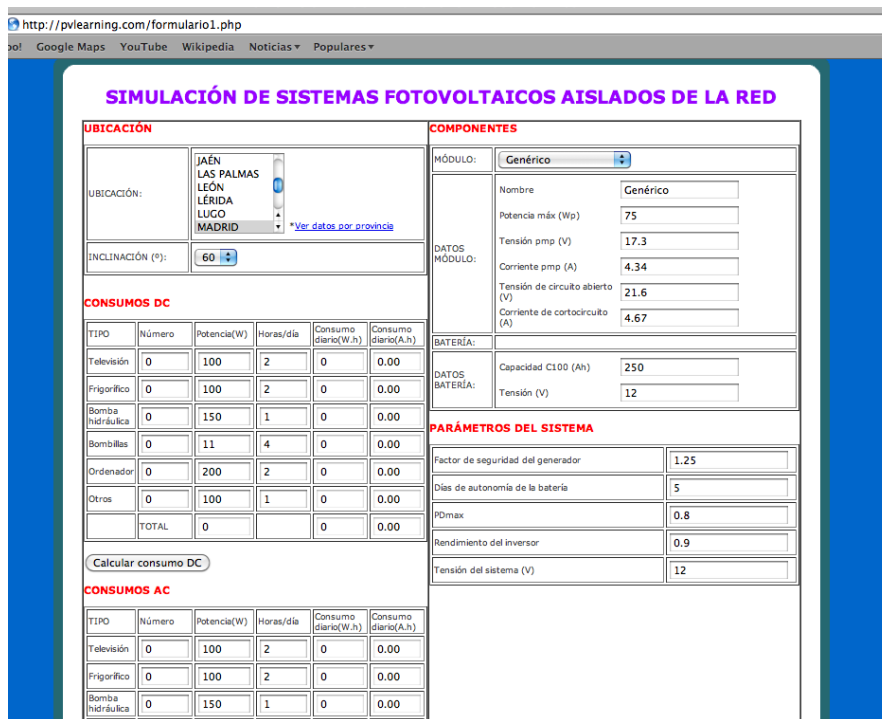 http://pvlearning.com/formulario1.php
oo! Google Maps YouTube Wikipedia Noticias Populares
SIMULACIÓN DE SISTEMAS FOTOVOLTAICOS AISLADOS DE LA RED
UBICACIÓN
UBICACIÓN:
JAÉN
LAS PALMAS
LEÓN
LÉRIDA
LUGO
MADRID
*Ver datos por provincia
INCLINACIÓN (º): 60
CONSUMOS DC
TIPO Número Potencia(W) Horas/día Consumo diario(W.h) Consumo diario(A.h)
Televisión 0 100 2 0 0.00
Frigorífico 0 100 2 0 0.00
Bomba hidráulica 0 150 1 0 0.00
Bombillas 0 11 4 0 0.00
Ordenador 0 200 2 0 0.00
Otros 0 100 1 0 0.00
TOTAL 0 0 0.00
Calcular consumo DC
CONSUMOS AC
TIPO Número Potencia(W) Horas/día Consumo diario(W.h) Consumo diario(A.h)
Televisión 0 100 2 0 0.00
Frigorífico 0 100 2 0 0.00
Bomba hidráulica 0 150 1 0 0.00
COMPONENTES
MÓDULO: Genérico
DATOS MÓDULO:
Nombre Genérico
Potencia máx (Wp) 75
Tensión pmp (V) 17.3
Corriente pmp (A) 4.34
Tensión de circuito abierto (V) 21.6
Corriente de cortocircuito (A) 4.67
BATERÍA:
DATOS BATERÍA:
Capacidad C100 (Ah) 250
Tensión (V) 12
PARÁMETROS DEL SISTEMA
Factor de seguridad del generador 1.25
Días de autonomía de la batería 5
PDmax 0.8
Rendimiento del inversor 0.9
Tensión del sistema (V) 12